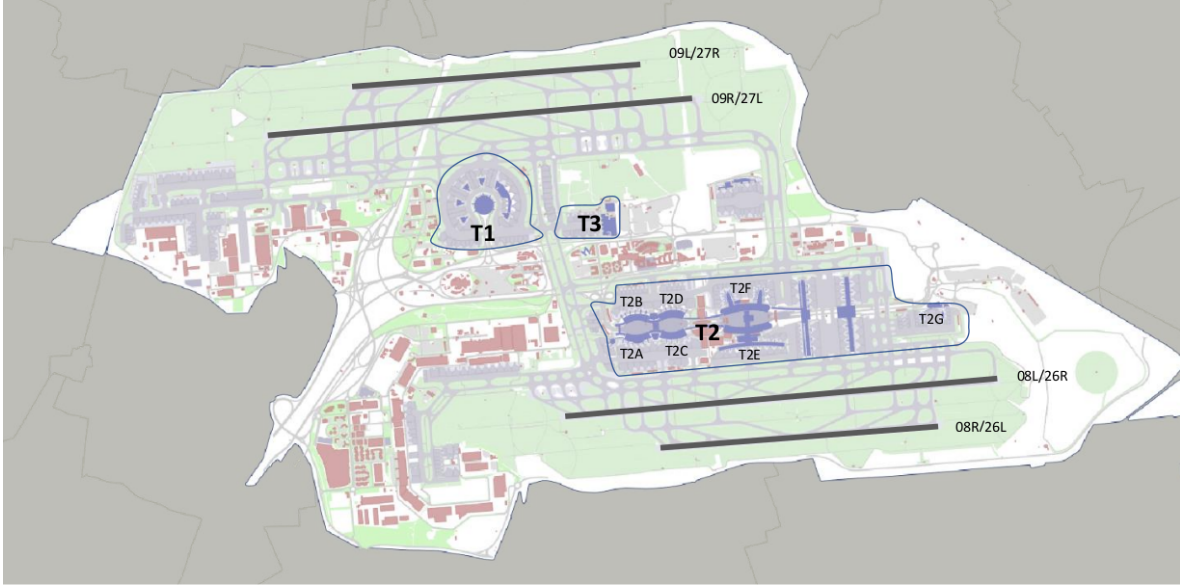 09L/27R
09R/27L
T1
T3
T2B
T2D
T2F
T2
T2G
T2A
T2C
T2E
08L/26R
08R/26L